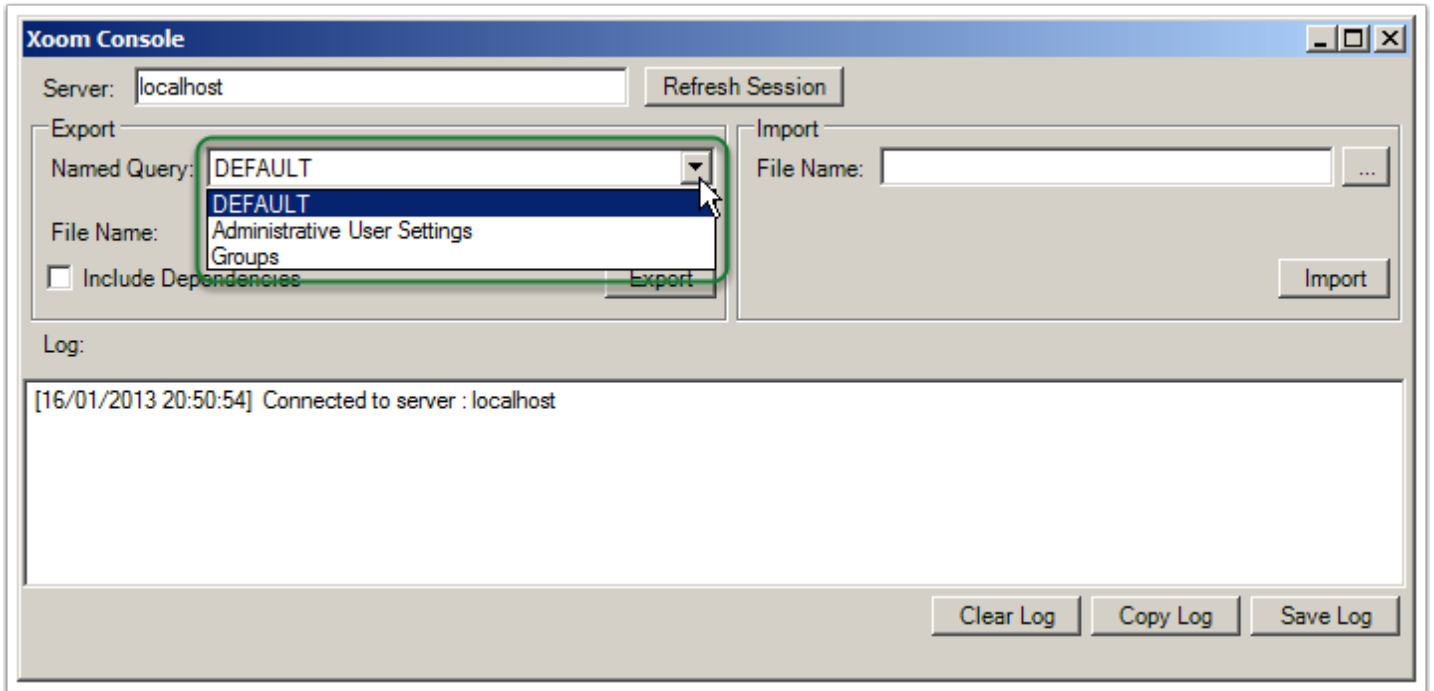 Xoom Console
Server: localhost Refresh Session
Export
Named Query: DEFAULT
DEFAULT
Administrative User Settings
Groups
File Name:
Include Dependencies Export
Import
File Name: ...
Import
Log:
[16/01/2013 20:50:54] Connected to server : localhost
Clear Log Copy Log Save Log